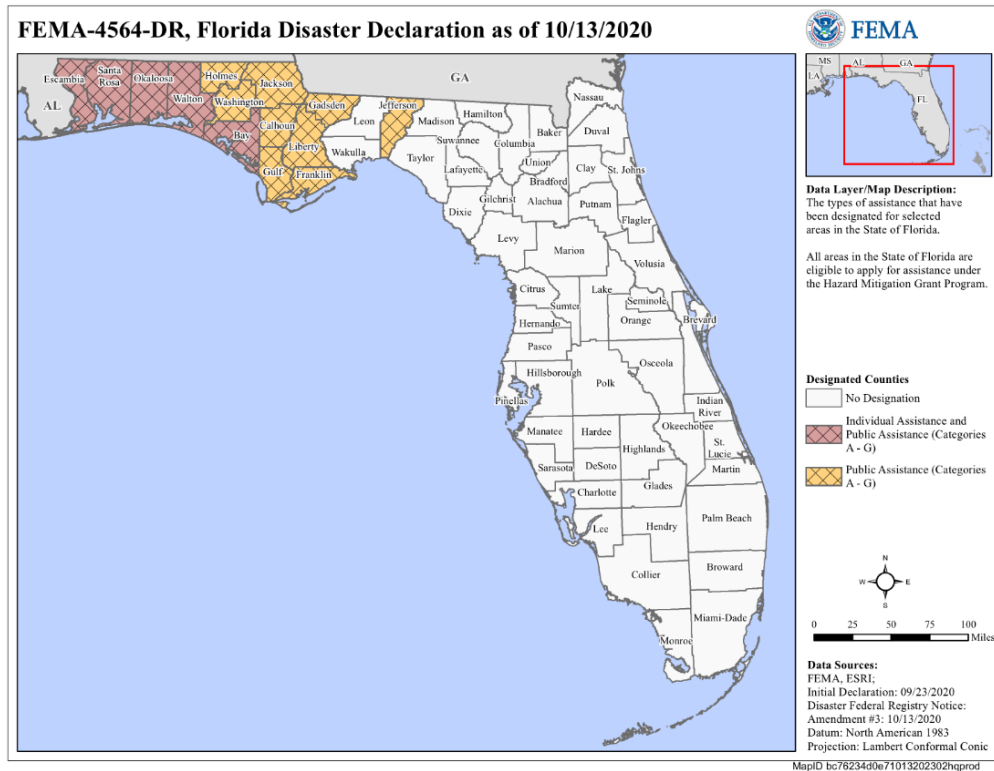 FEMA-4564-DR, Florida Disaster Declaration as of 10/13/2020
FEMA
MS
AL
GA
LA
FL
GA
AL
Escambia
Santa
Rosa
Okaloosa
Walton
Holmes
Washington
Jackson
Bay
Calhoun
Gadsden
Liberty
Gulf
Franklin
Leon
Wakulla
Jefferson
Madison
Taylor
Hamilton
Suwannee
Lafayette
Columbia
Baker
Nassau
Duval
Union
Bradford
Clay
St. Johns
Gilchrist
Alachua
Putnam
Dixie
Flagler
Levy
Marion
Volusia
Citrus
Sumter
Lake
Seminole
Hernando
Orange
Brevard
Pasco
Hillsborough
Polk
Osceola
Pinellas
Indian
River
Manatee
Hardee
Okeechobee
Highlands
St.
Lucie
Sarasota
DeSoto
Martin
Charlotte
Glades
Lee
Hendry
Palm Beach
Collier
Broward
Miami-Dade
Monroe
Data Layer/Map Description:
The types of assistance that have
been designated for selected
areas in the State of Florida.
All areas in the State of Florida are
eligible to apply for assistance under
the Hazard Mitigation Grant Program.
Designated Counties
No Designation
Individual Assistance and
Public Assistance (Categories
A - G)
Public Assistance (Categories
A - G)
N
W
E
S
0 25 50 75 100
Miles
Data Sources:
FEMA, ESRI;
Initial Declaration: 09/23/2020
Disaster Federal Registry Notice:
Amendment #3: 10/13/2020
Datum: North American 1983
Projection: Lambert Conformal Conic
MapID bc76234d0e71013202302hqprod